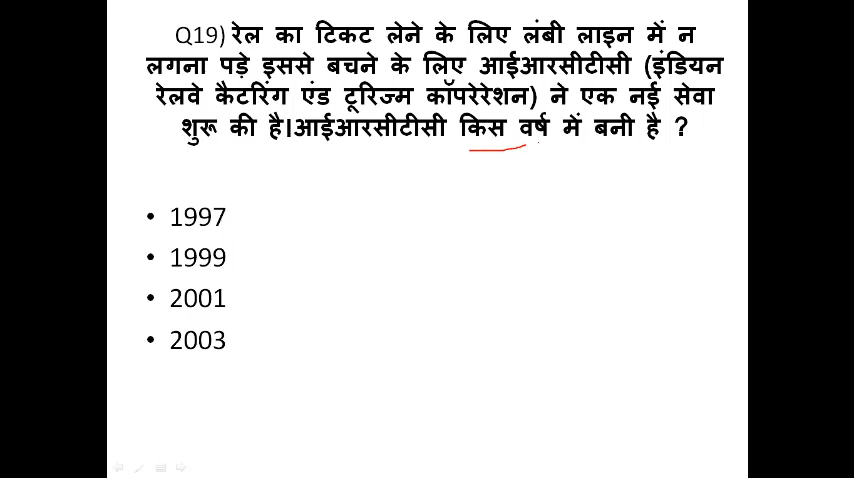 Q19) रेल का टिकट लेने के लिए लंबी लाइन में न
लगना पड़े इससे बचने के लिए आईआरसीटीसी (इंडियन
रेलवे कैटरिंग एंड टूरिज्म कॉपरेरेशन) ने एक नई सेवा
शुरू की है।आईआरसीटीसी किस वर्ष में बनी है ?
• 1997
• 1999
• 2001
• 2003